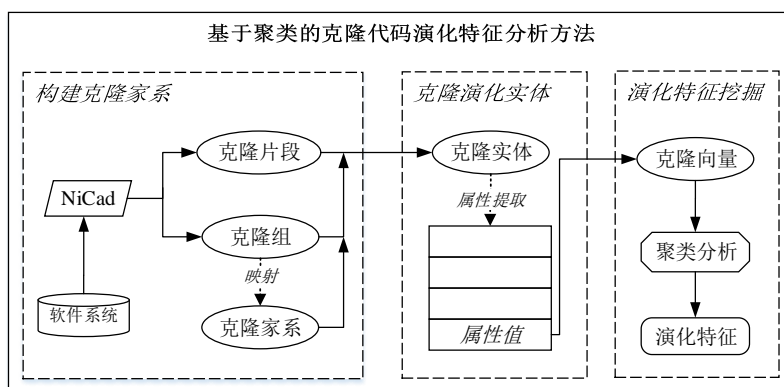 基于聚类的克隆代码演化特征分析方法
构建克隆家系
NiCad
软件系统
克隆片段
克隆组
映射
克隆家系
克隆演化实体
克隆实体
属性提取
属性值
演化特征挖掘
克隆向量
聚类分析
演化特征